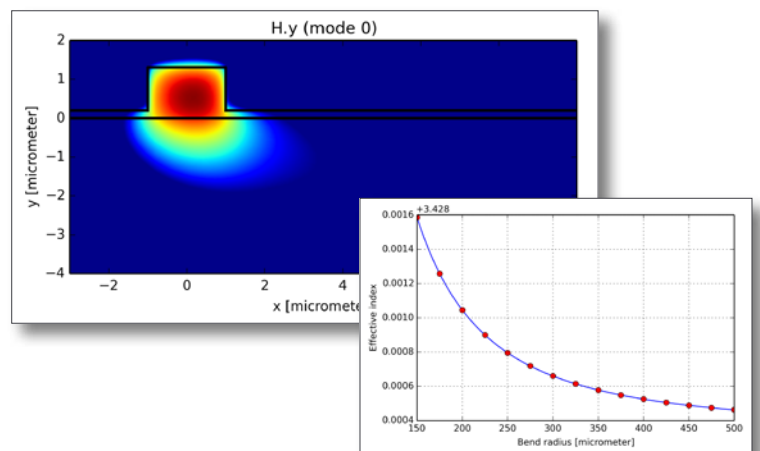 H.y (mode 0)
2
1
0
−1
−2
−3
−4
y [micrometer]
−2 0 2 4
x [micromete
+3.428
0.0016
0.0014
0.0012
0.0010
0.0008
0.0006
0.0004
Effective index
150 200 250 300 350 400 450 500
Bend radius [micrometer]